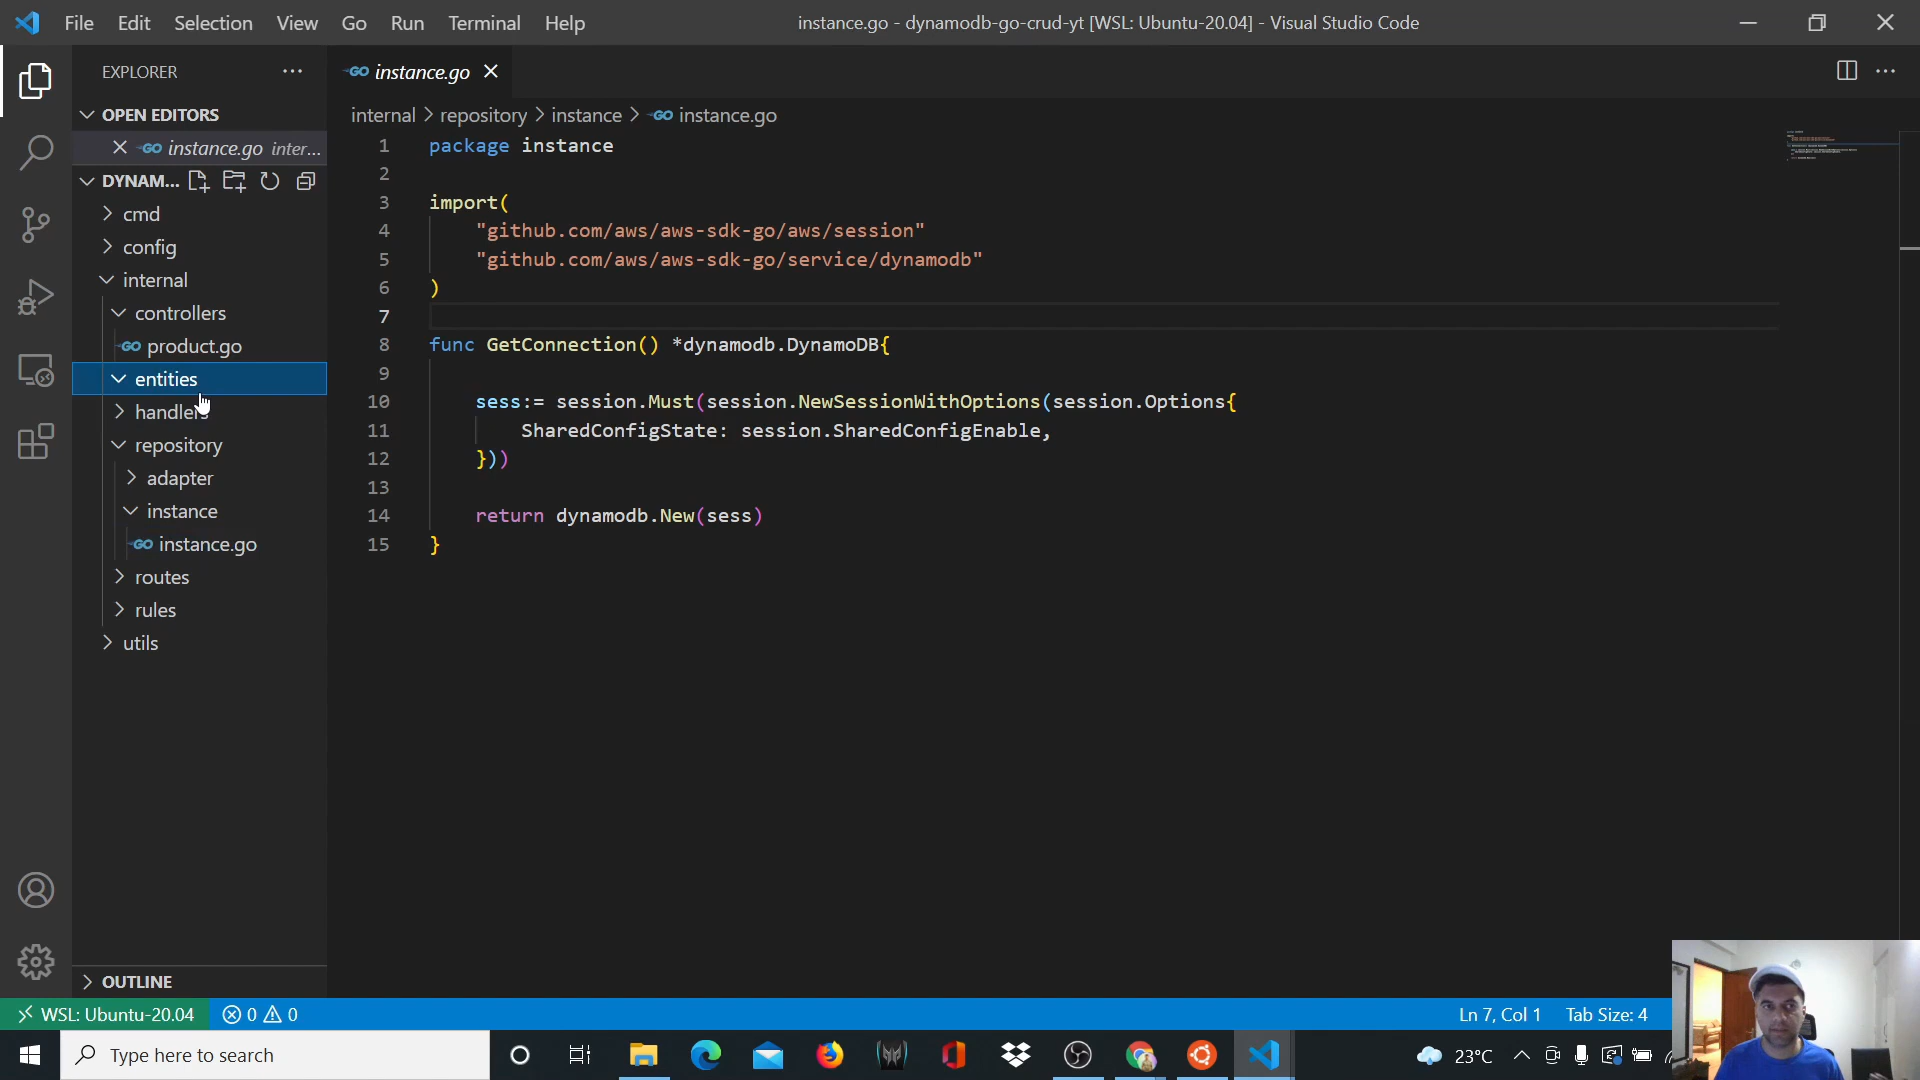 File Edit Selection View Go Run Terminal Help
instance.go - dynamodb-go-crud-yt [WSL: Ubuntu-20.04] - Visual Studio Code
EXPLORER
OPEN EDITORS
instance.go inter...
DYNAM...
cmd
config
internal
controllers
product.go
entities
handlers
repository
adapter
instance
instance.go
routes
rules
utils
OUTLINE
instance.go
internal > repository > instance > instance.go
1 package instance
2
3 import(
4 "github.com/aws/aws-sdk-go/aws/session"
5 "github.com/aws/aws-sdk-go/service/dynamodb"
6 )
7
8 func GetConnection() *dynamodb.DynamoDB{
9
10 sess:= session.Must(session.NewSessionWithOptions(session.Options{
11 SharedConfigState: session.SharedConfigEnable,
12 }))
13
14 return dynamodb.New(sess)
15 }
WSL: Ubuntu-20.04 0 0
Ln 7, Col 1 Tab Size: 4
Type here to search
23°C